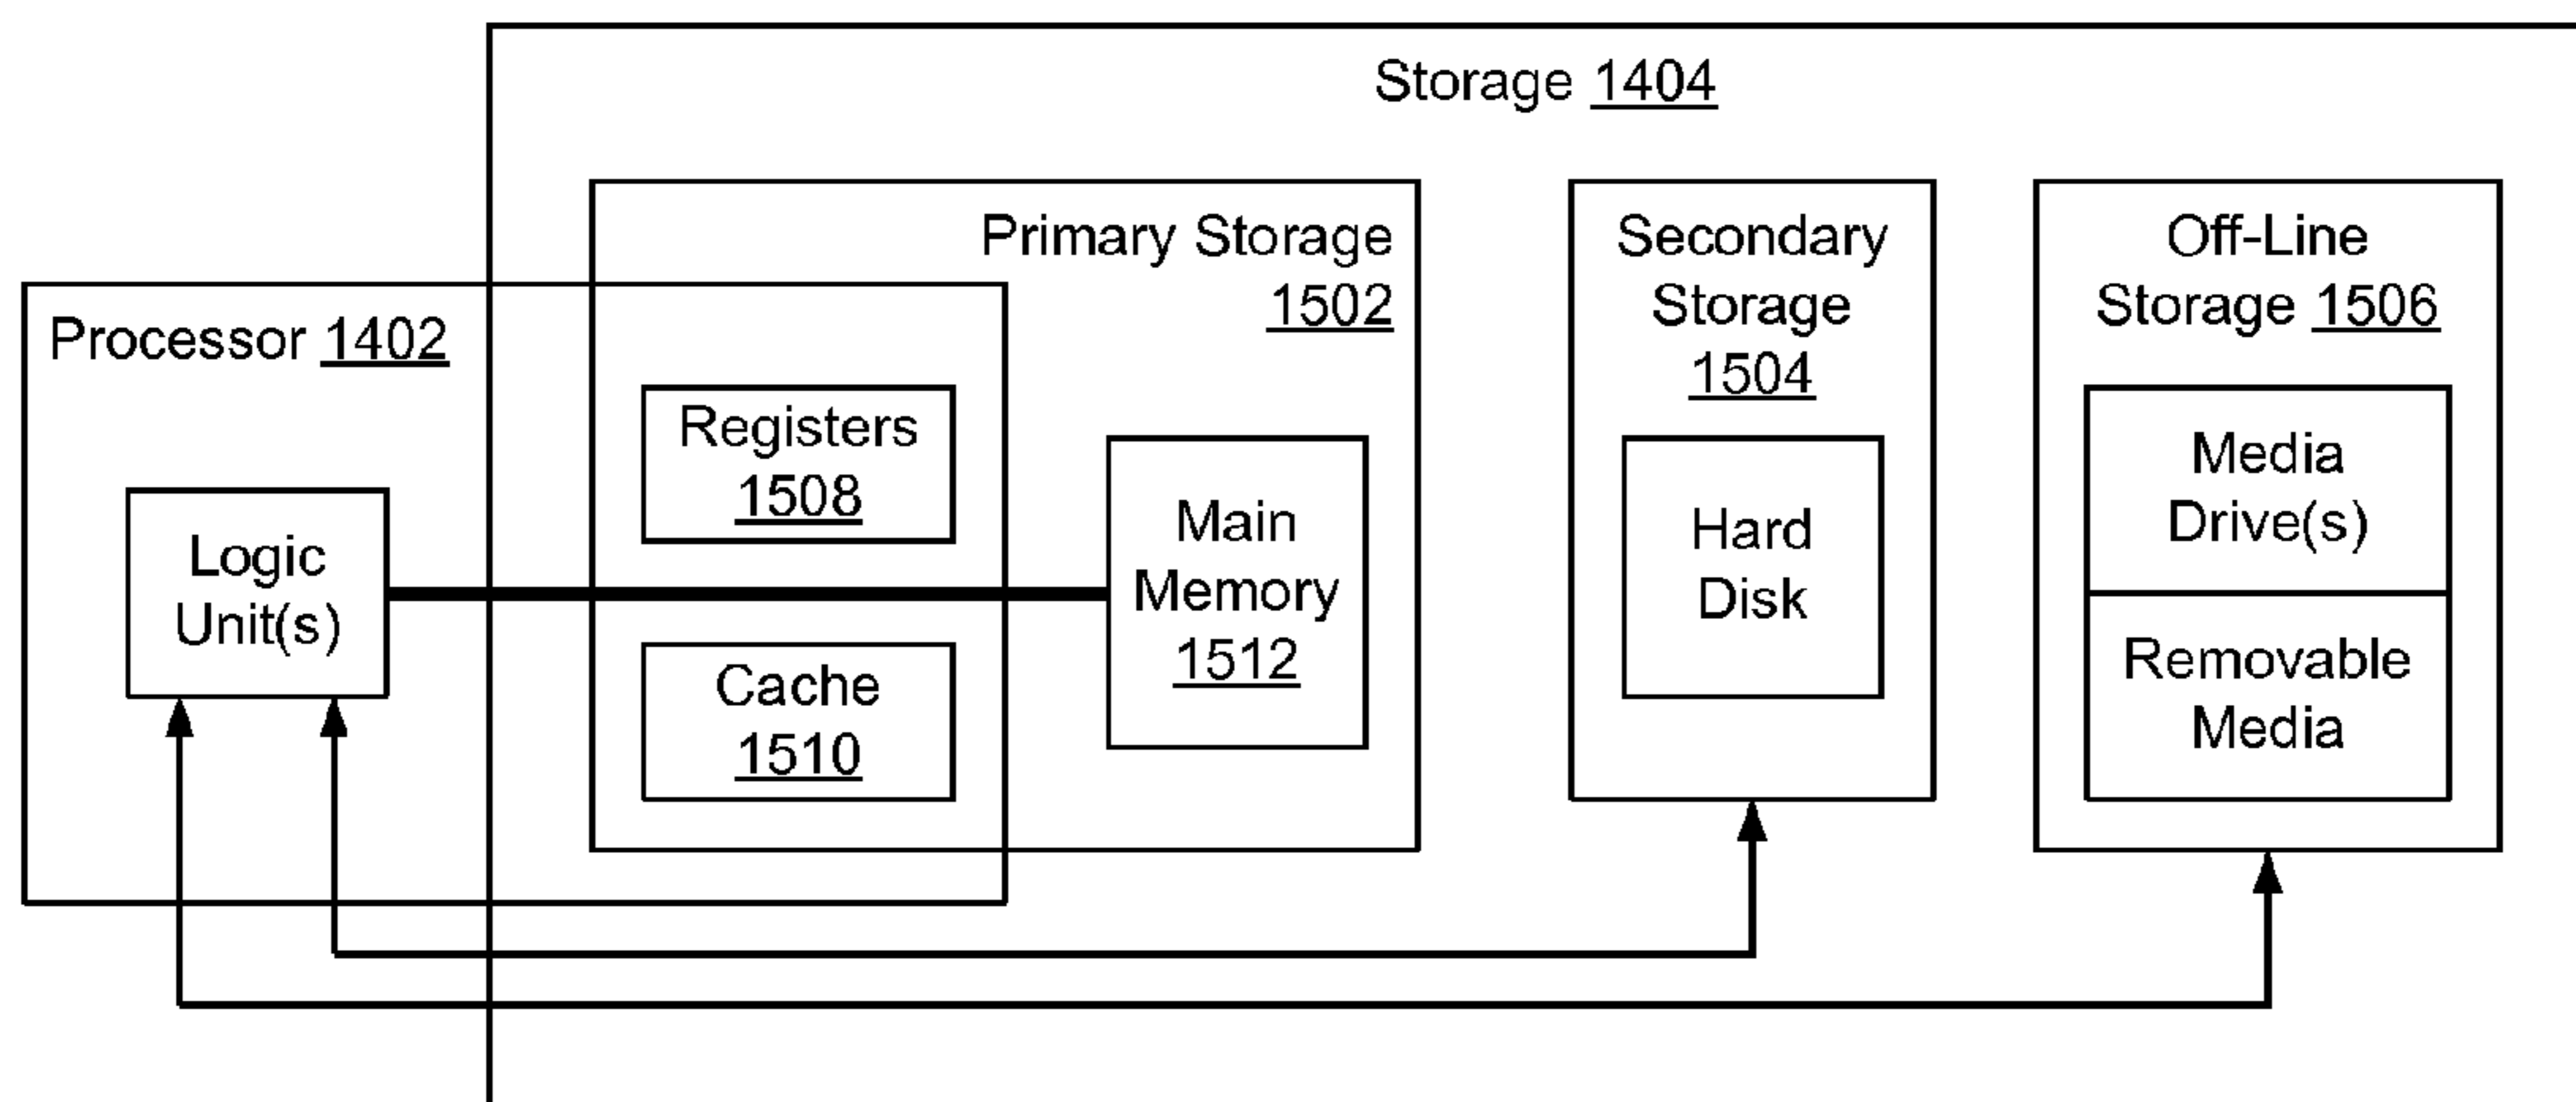 Storage 1404
Primary Storage
1502
Secondary
Storage
1504
Off-Line
Storage 1506
Processor 1402
Registers
1508
Logic
Unit(s)
Cache
1510
Main
Memory
1512
Hard
Disk
Media
Drive(s)
Removable
Media